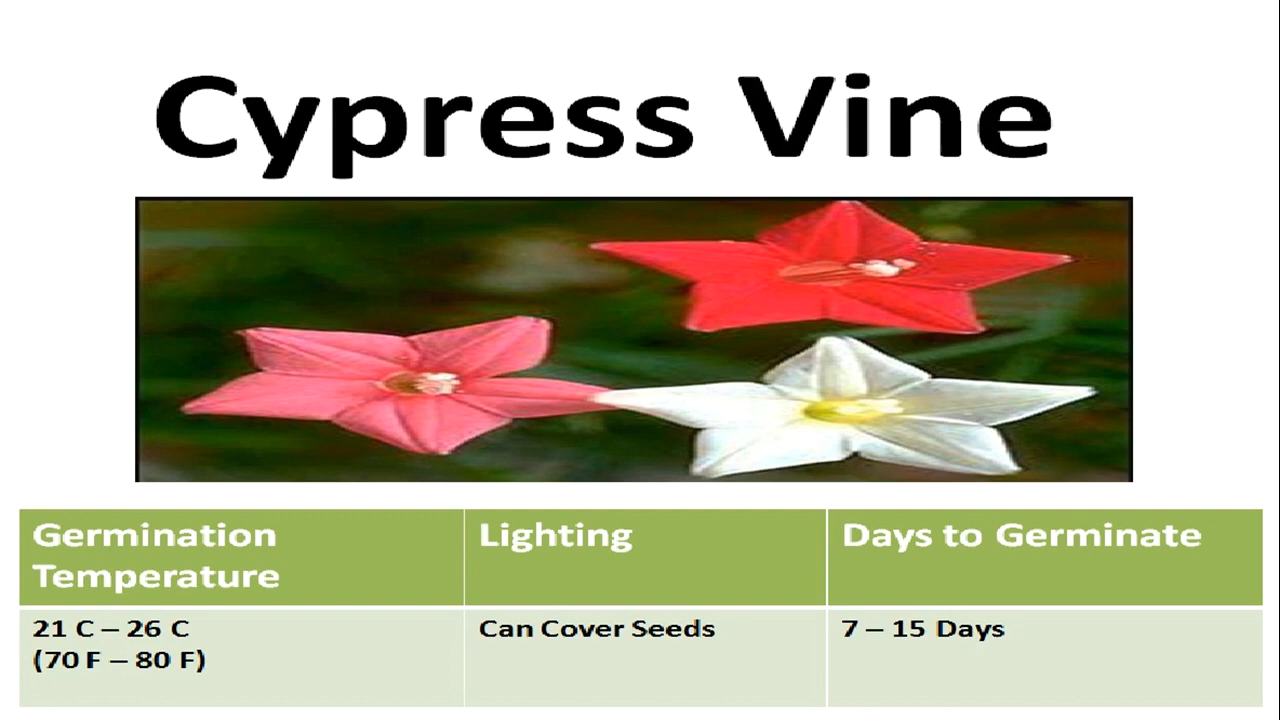 Cypress Vine
Germination
Temperature
Lighting
Days to Germinate
21 C – 26 C
(70 F – 80 F)
Can Cover Seeds
7 – 15 Days